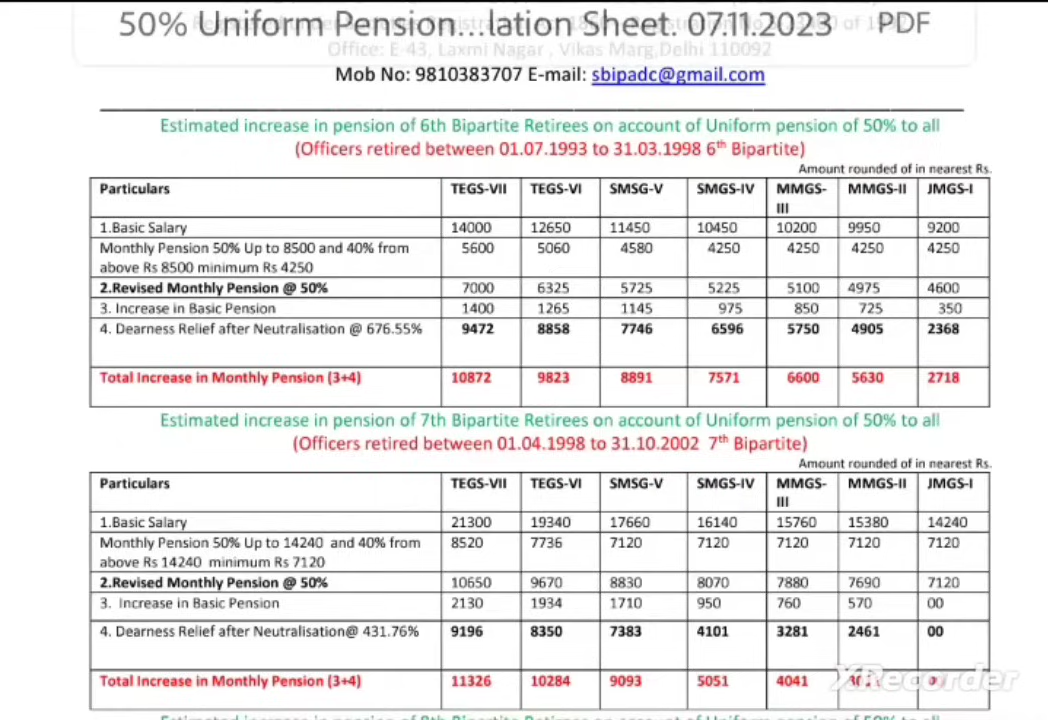 50% Uniform Pension...lation Sheet. 07.11.2023 PDF
Office: E-43, Laxmi Nagar , Vikas Marg,Delhi 110092
Mob No: 9810383707 E-mail: sbipadc@gmail.com
Estimated increase in pension of 6th Bipartite Retirees on account of Uniform pension of 50% to all
(Officers retired between 01.07.1993 to 31.03.1998 6th Bipartite)
Amount rounded of in nearest Rs.
Particulars TEGS-VII TEGS-VI SMSG-V SMGS-IV MMGS-III MMGS-II JMGS-I
1.Basic Salary 14000 12650 11450 10450 10200 9950 9200
Monthly Pension 50% Up to 8500 and 40% from 5600 5060 4580 4250 4250 4250 4250
above Rs 8500 minimum Rs 4250
2.Revised Monthly Pension @ 50% 7000 6325 5725 5225 5100 4975 4600
3. Increase in Basic Pension 1400 1265 1145 975 850 725 350
4. Dearness Relief after Neutralisation @ 676.55% 9472 8858 7746 6596 5750 4905 2368
Total Increase in Monthly Pension (3+4) 10872 9823 8891 7571 6600 5630 2718
Estimated increase in pension of 7th Bipartite Retirees on account of Uniform pension of 50% to all
(Officers retired between 01.04.1998 to 31.10.2002 7th Bipartite)
Amount rounded of in nearest Rs.
Particulars TEGS-VII TEGS-VI SMSG-V SMGS-IV MMGS-III MMGS-II JMGS-I
1.Basic Salary 21300 19340 17660 16140 15760 15380 14240
Monthly Pension 50% Up to 14240 and 40% from 8520 7736 7120 7120 7120 7120 7120
above Rs 14240 minimum Rs 7120
2.Revised Monthly Pension @ 50% 10650 9670 8830 8070 7880 7690 7120
3. Increase in Basic Pension 2130 1934 1710 950 760 570 00
4. Dearness Relief after Neutralisation@ 431.76% 9196 8350 7383 4101 3281 2461 00
Total Increase in Monthly Pension (3+4) 11326 10284 9093 5051 4041
XRecorder